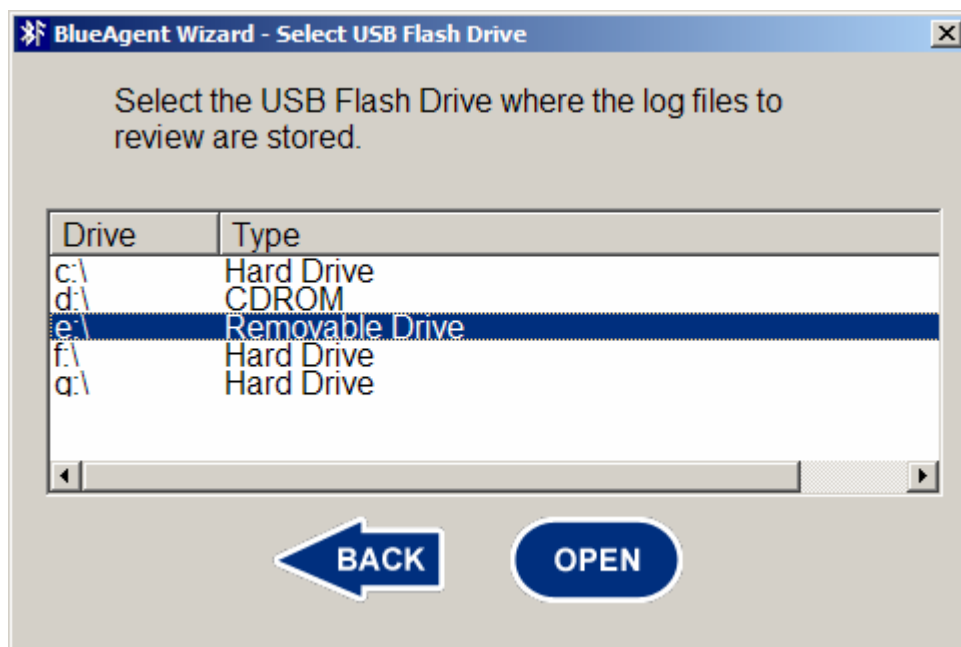 BlueAgent Wizard - Select USB Flash Drive
Select the USB Flash Drive where the log files to
review are stored.
Drive Type
c:\ Hard Drive
d:\ CDROM
e:\ Removable Drive
f:\ Hard Drive
g:\ Hard Drive
BACK OPEN